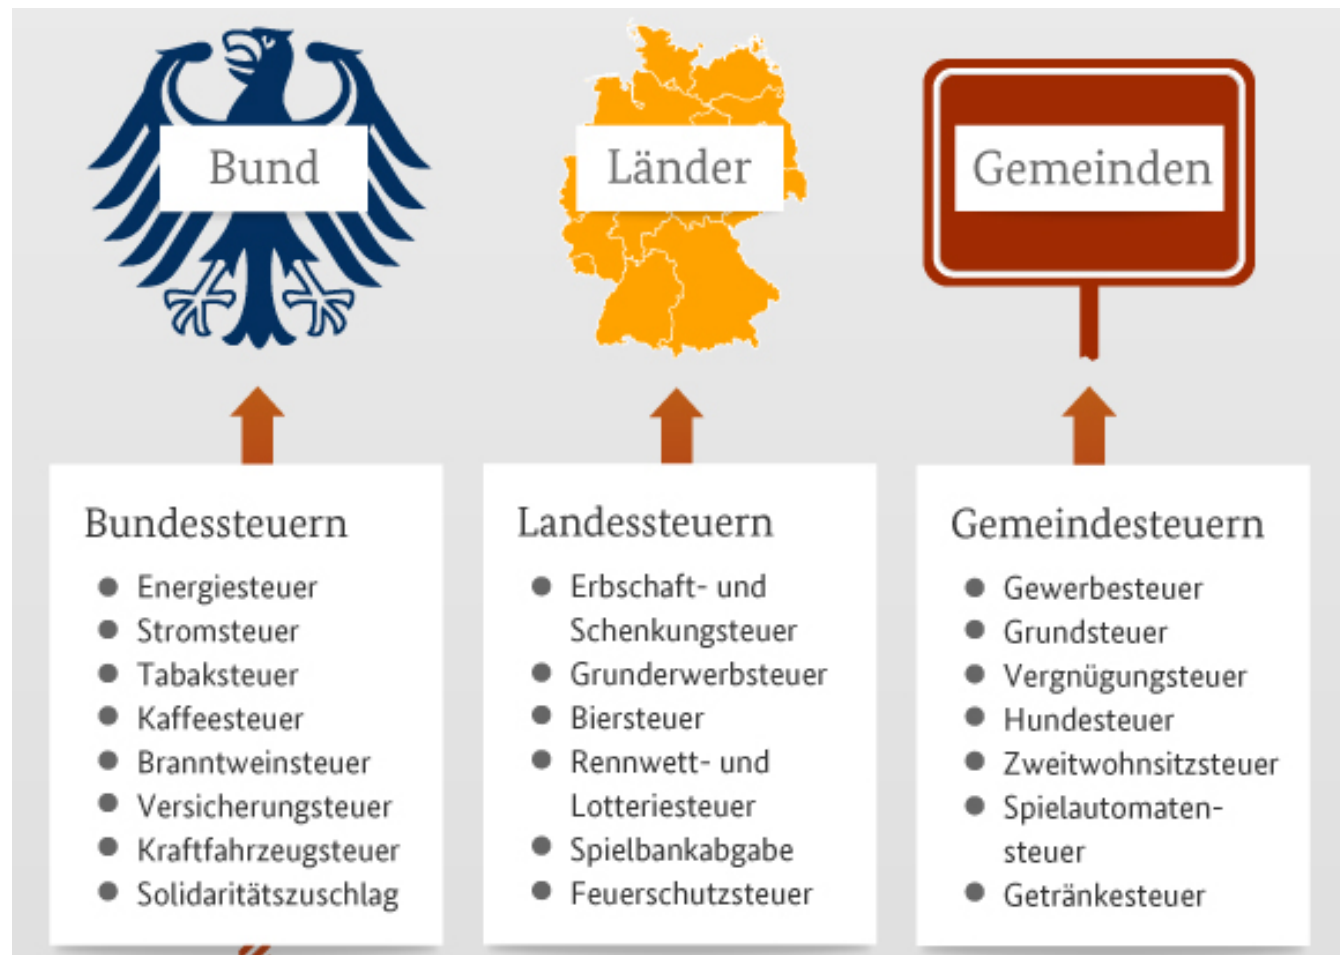 Bund
Länder
Gemeinden
Bundessteuern
Energiesteuer
Stromsteuer
Tabaksteuer
Kaffeesteuer
Branntweinsteuer
Versicherungsteuer
Kraftfahrzeugsteuer
Solidaritätszuschlag
Landessteuern
Erbschaft- und
Schenkungsteuer
Grunderwerbsteuer
Biersteuer
Rennwett- und
Lotteriesteuer
Spielbankabgabe
Feuerschutzsteuer
Gemeindesteuern
Gewerbesteuer
Grundsteuer
Vergnügungsteuer
Hundesteuer
Zweitwohnsitzsteuer
Spielautomaten-
steuer
Getränkesteuer